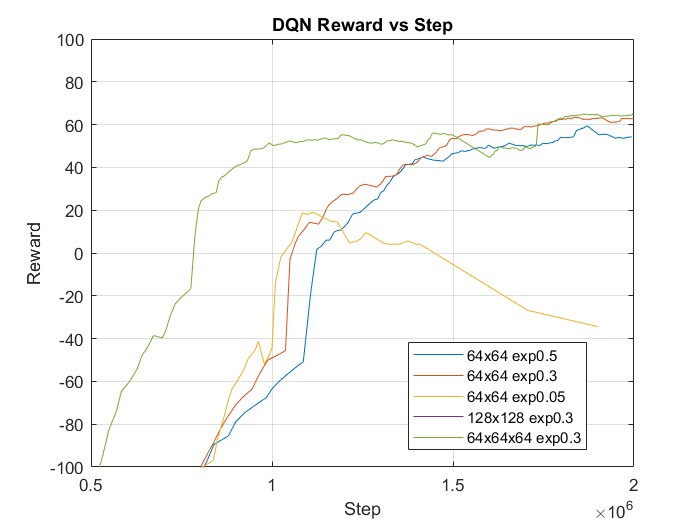 DQN Reward vs Step
100
80
60
40
20
0
-20
-40
-60
-80
-100
Reward
64x64 exp0.5
64x64 exp0.3
64x64 exp0.05
128x128 exp0.3
64x64x64 exp0.3
0.5
1
1.5
2
Step
×10⁶